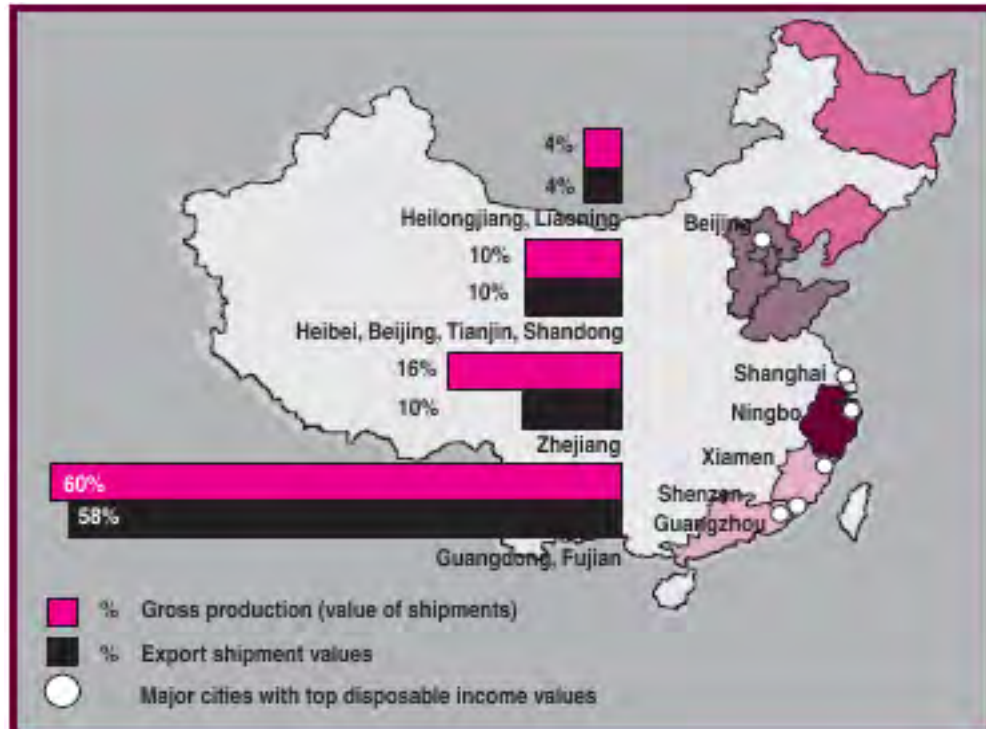 4%
4%
Heilongjiang, Liaoning
Beijing
10%
10%
Heibei, Beijing, Tianjin, Shandong
16%
Shanghai
10%
Ningbo
Zhejiang
Xiamen
60%
Shenzen
58%
Guangzhou
Guangdong, Fujian
% Gross production (value of shipments)
% Export shipment values
Major cities with top disposable income values